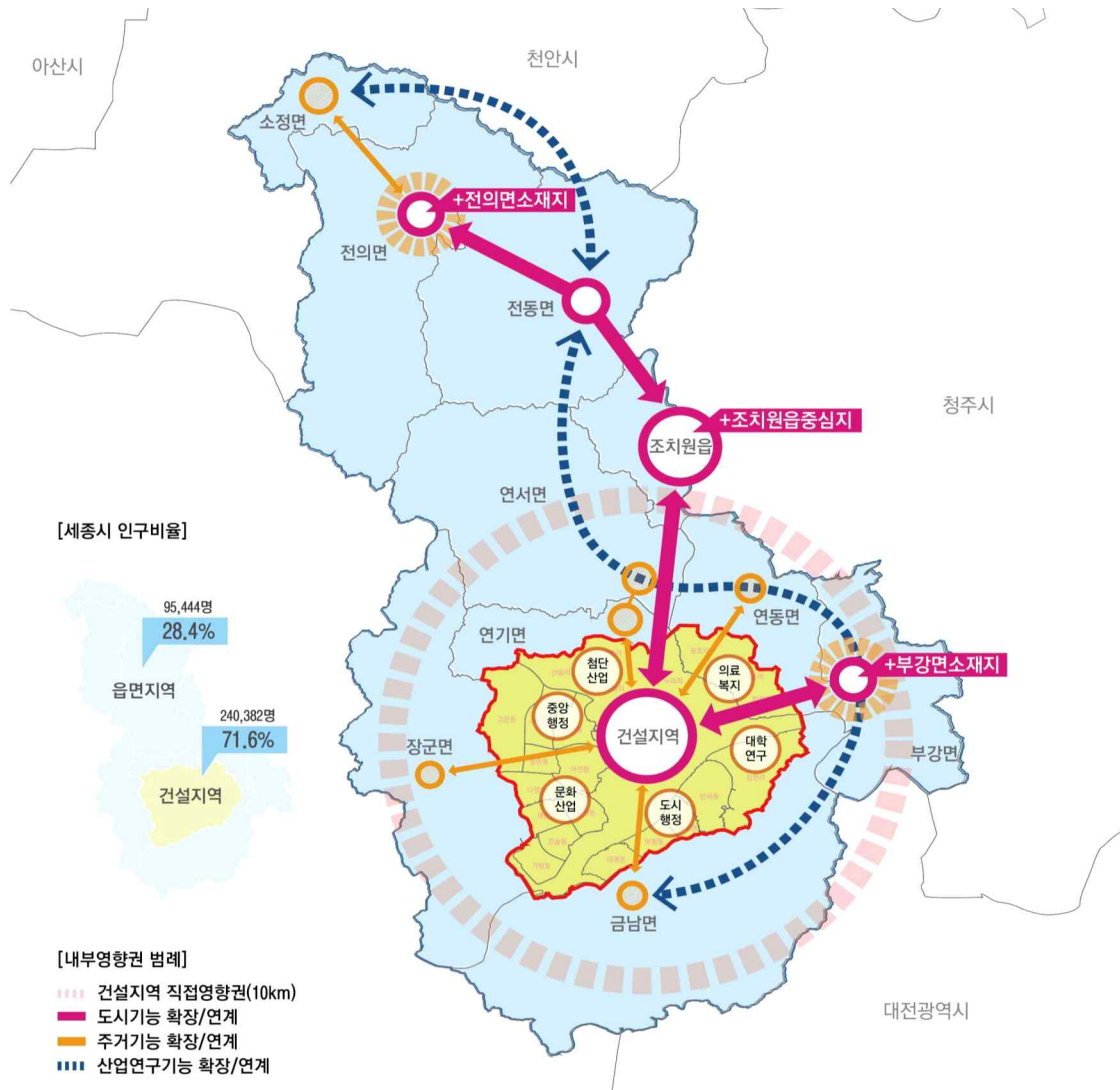 아산시
천안시
소정면
+전의면소재지
전의면
전동면
청주시
+조치원읍중심지
조치원읍
연서면
[세종시 인구비율]
95,444명
28.4%
읍면지역
240,382명
71.6%
건설지역
연기면
연동면
+부강면소재지
첨단
산업
의료
복지
중앙
행정
건설지역
대학
연구
장군면
부강면
문화
산업
도시
행정
금남면
대전광역시
[내부영향권 범례]
건설지역 직접영향권(10km)
도시기능 확장/연계
주거기능 확장/연계
산업연구기능 확장/연계